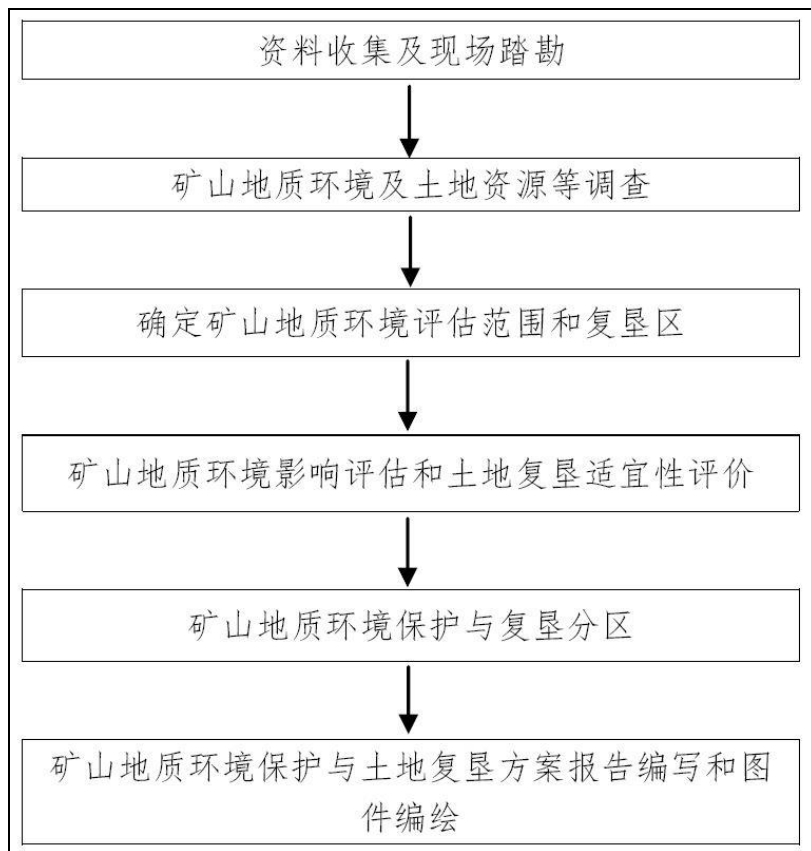 资料收集及现场踏勘
矿山地质环境及土地资源等调查
确定矿山地质环境评估范围和复垦区
矿山地质环境影响评估和土地复垦适宜性评价
矿山地质环境保护与复垦分区
矿山地质环境保护与土地复垦方案报告编写和图
件编绘